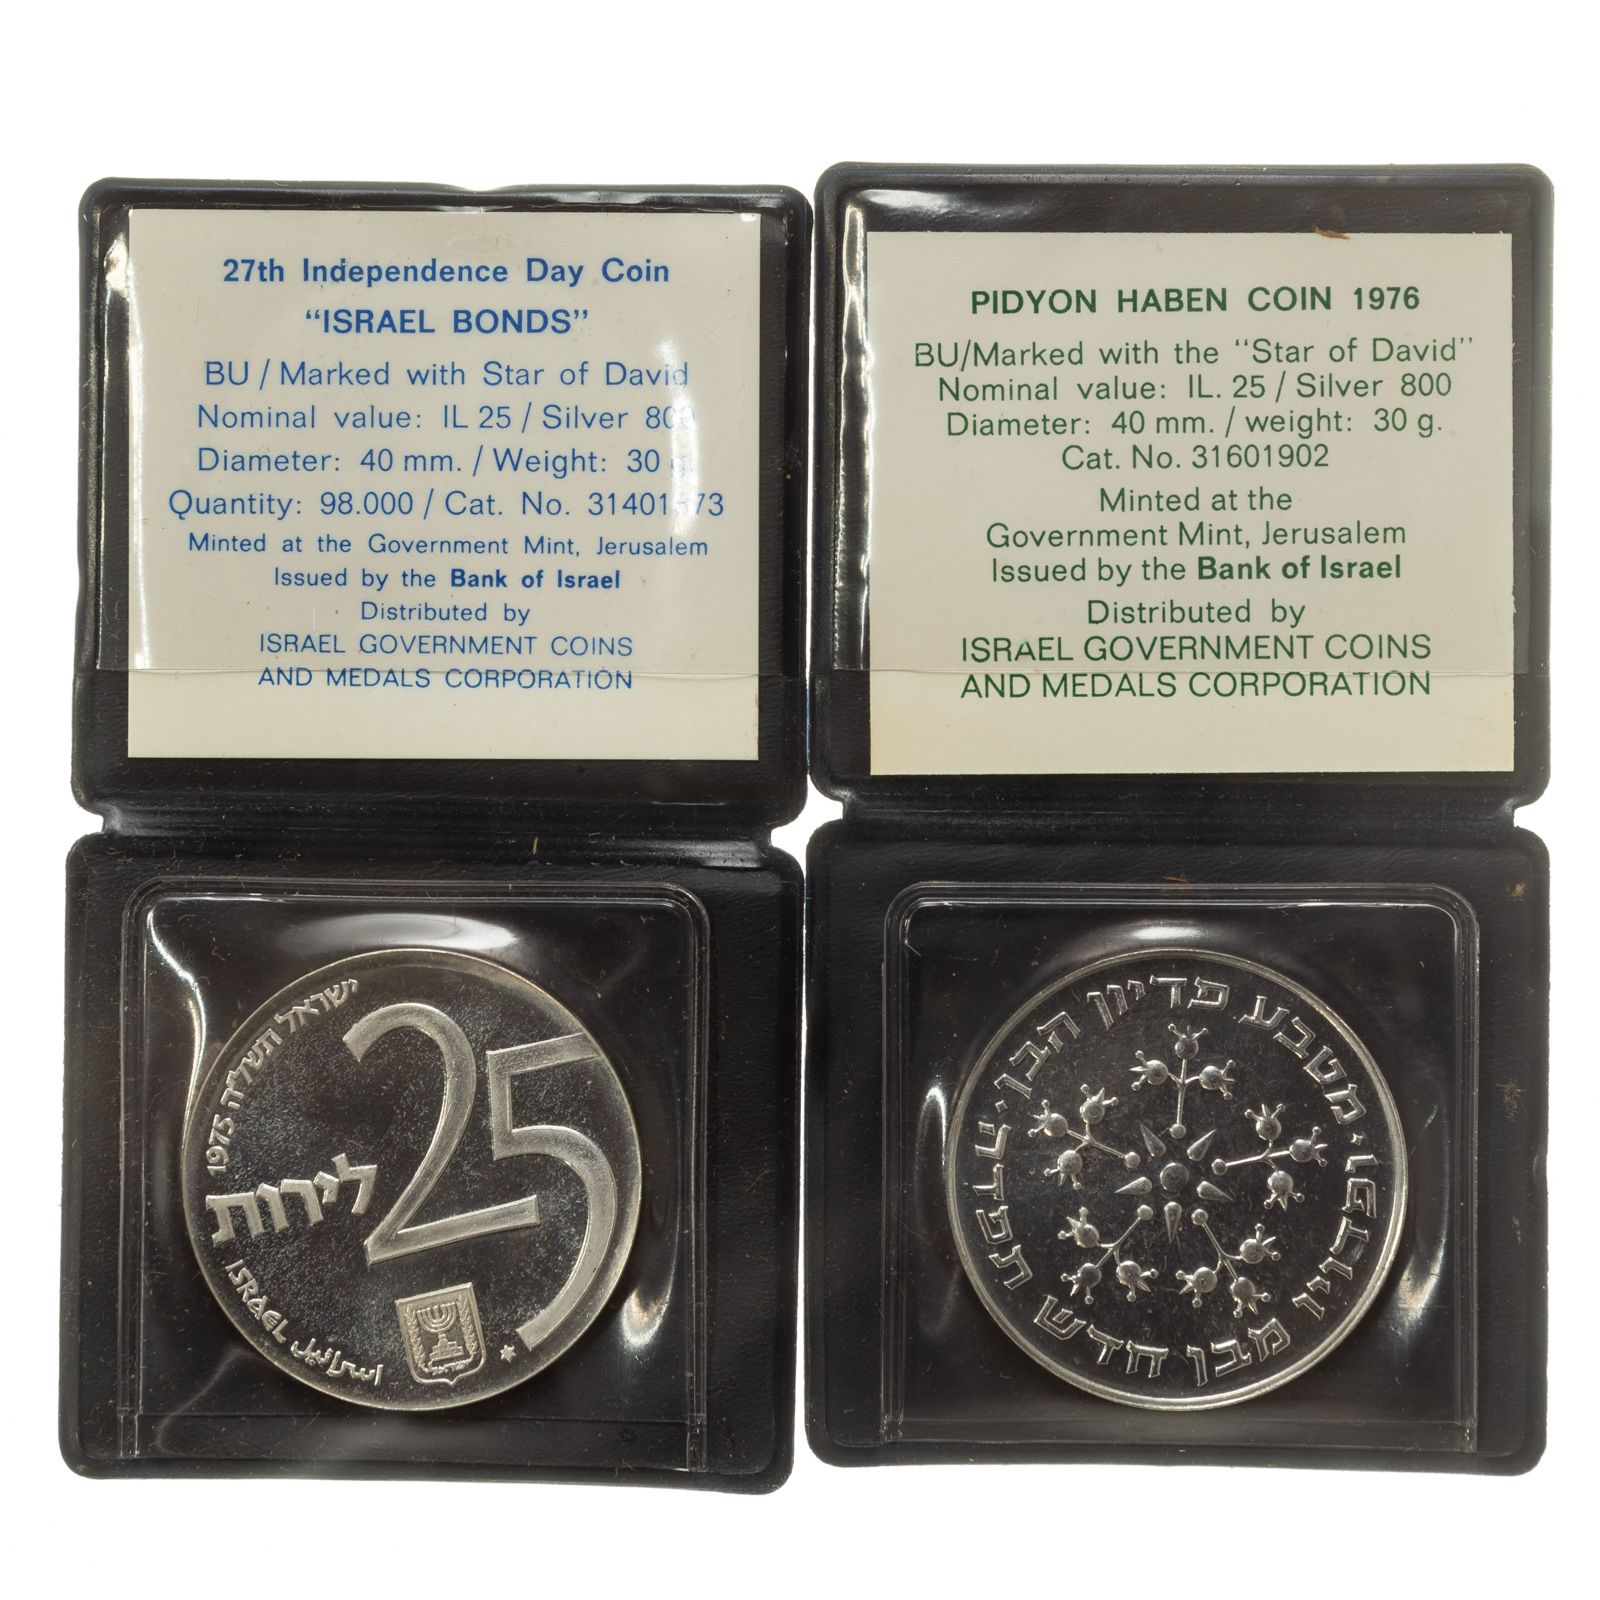 27th Independence Day Coin
"ISRAEL BONDS"
BU / Marked with Star of David
Nominal value: IL 25 / Silver 800
Diameter: 40 mm. / Weight: 30 g.
Quantity: 98.000 / Cat. No.
Minted at the Government Mint, Jerusalem
Issued by the Bank of Israel
Distributed by
ISRAEL GOVERNMENT COINS
AND MEDALS CORPORATION
ישראל תשל"ה 1975
25
לירות
ISRAEL اسرائيل
PIDYON HABEN COIN 1976
BU/Marked with the "Star of David"
Nominal value: IL. 25 / Silver 800
Diameter: 40 mm. / weight: 30 g.
Cat. No. 31601902
Minted at the
Government Mint, Jerusalem
Issued by the Bank of Israel
Distributed by
ISRAEL GOVERNMENT COINS
AND MEDALS CORPORATION
מטבע פדיון הבן · ופדויו מבן חדש תפדה ·